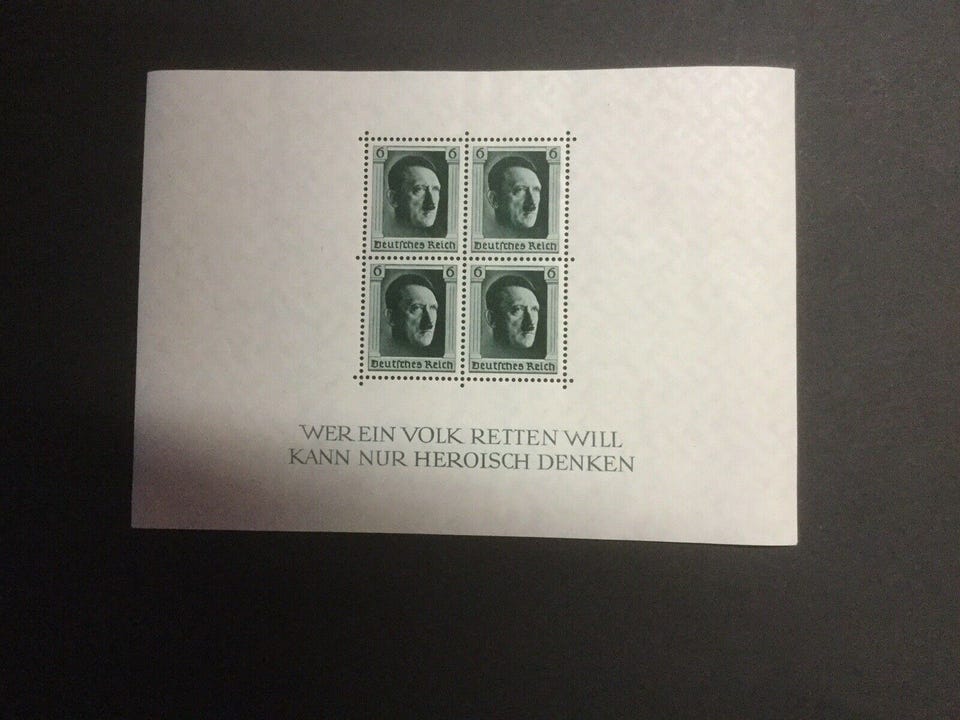 6 6 6 6
Deutsches Reich Deutsches Reich
6 6 6 6
Deutsches Reich Deutsches Reich
WER EIN VOLK RETTEN WILL
KANN NUR HEROISCH DENKEN